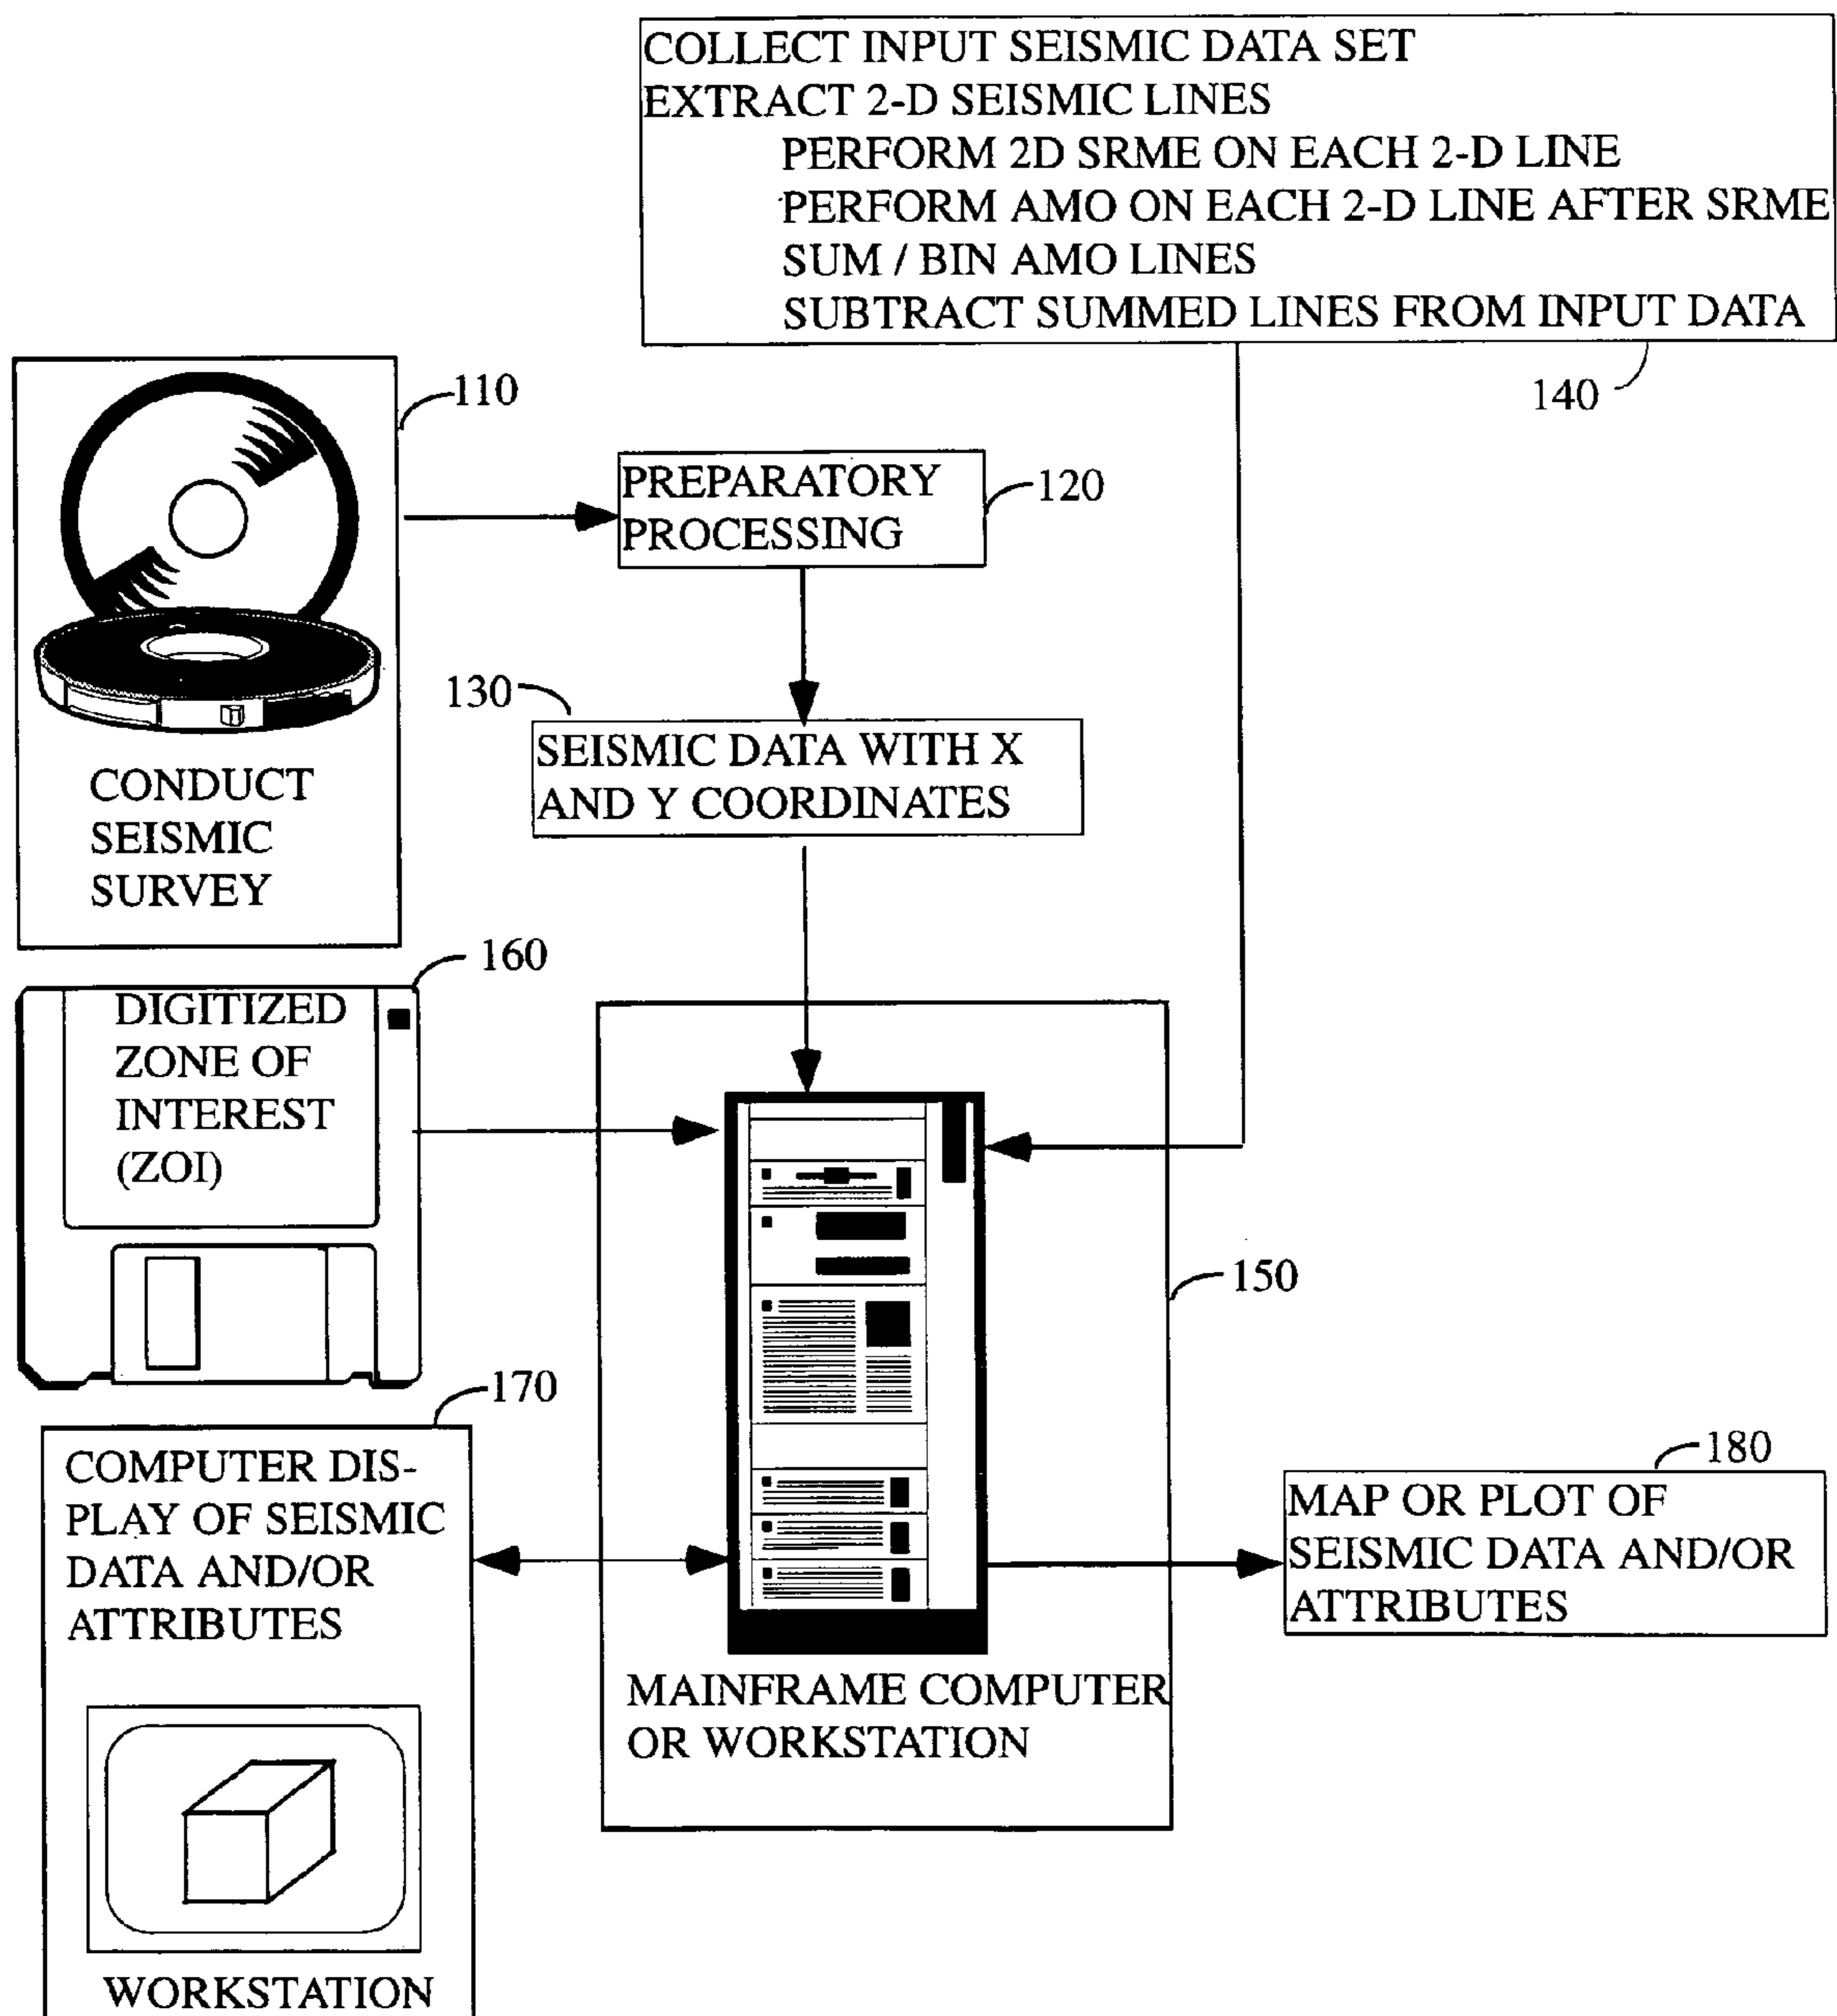 COLLECT INPUT SEISMIC DATA SET
EXTRACT 2-D SEISMIC LINES
PERFORM 2D SRME ON EACH 2-D LINE
PERFORM AMO ON EACH 2-D LINE AFTER SRME
SUM / BIN AMO LINES
SUBTRACT SUMMED LINES FROM INPUT DATA
140
110
CONDUCT
SEISMIC
SURVEY
PREPARATORY
PROCESSING
120
130
SEISMIC DATA WITH X
AND Y COORDINATES
160
DIGITIZED
ZONE OF
INTEREST
(ZOI)
150
MAINFRAME COMPUTER
OR WORKSTATION
170
COMPUTER DIS-
PLAY OF SEISMIC
DATA AND/OR
ATTRIBUTES
WORKSTATION
180
MAP OR PLOT OF
SEISMIC DATA AND/OR
ATTRIBUTES